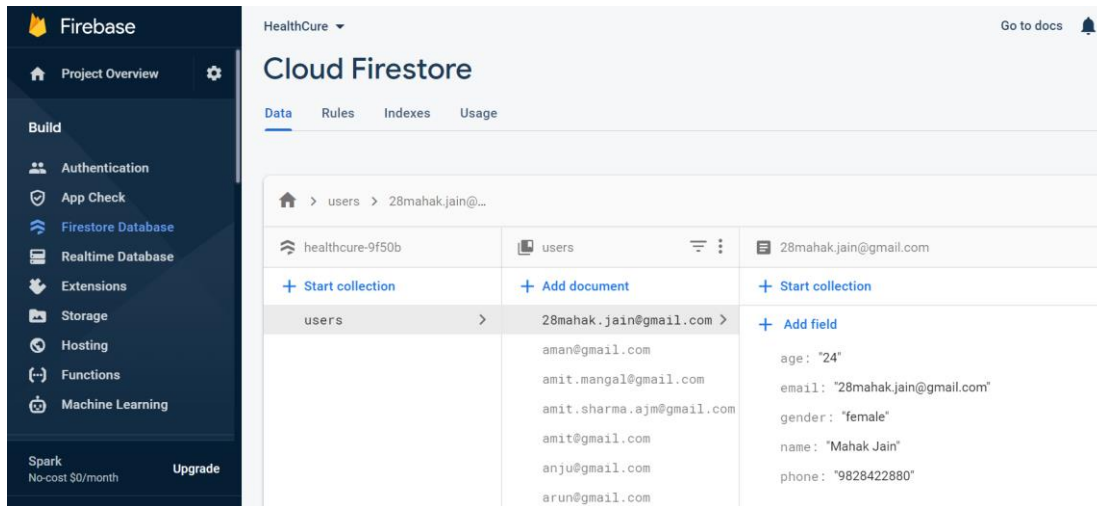 Firebase
Project Overview
Build
Authentication
App Check
Firestore Database
Realtime Database
Extensions
Storage
Hosting
Functions
Machine Learning
Spark
No-cost $0/month
Upgrade
HealthCure
Go to docs
Cloud Firestore
Data Rules Indexes Usage
> users > 28mahak.jain@...
healthcure-9f50b
+ Start collection
users >
users
+ Add document
28mahak.jain@gmail.com >
aman@gmail.com
amit.mangal@gmail.com
amit.sharma.ajm@gmail.com
amit@gmail.com
anju@gmail.com
arun@gmail.com
28mahak.jain@gmail.com
+ Start collection
+ Add field
age: "24"
email: "28mahak.jain@gmail.com"
gender: "female"
name: "Mahak Jain"
phone: "9828422880"